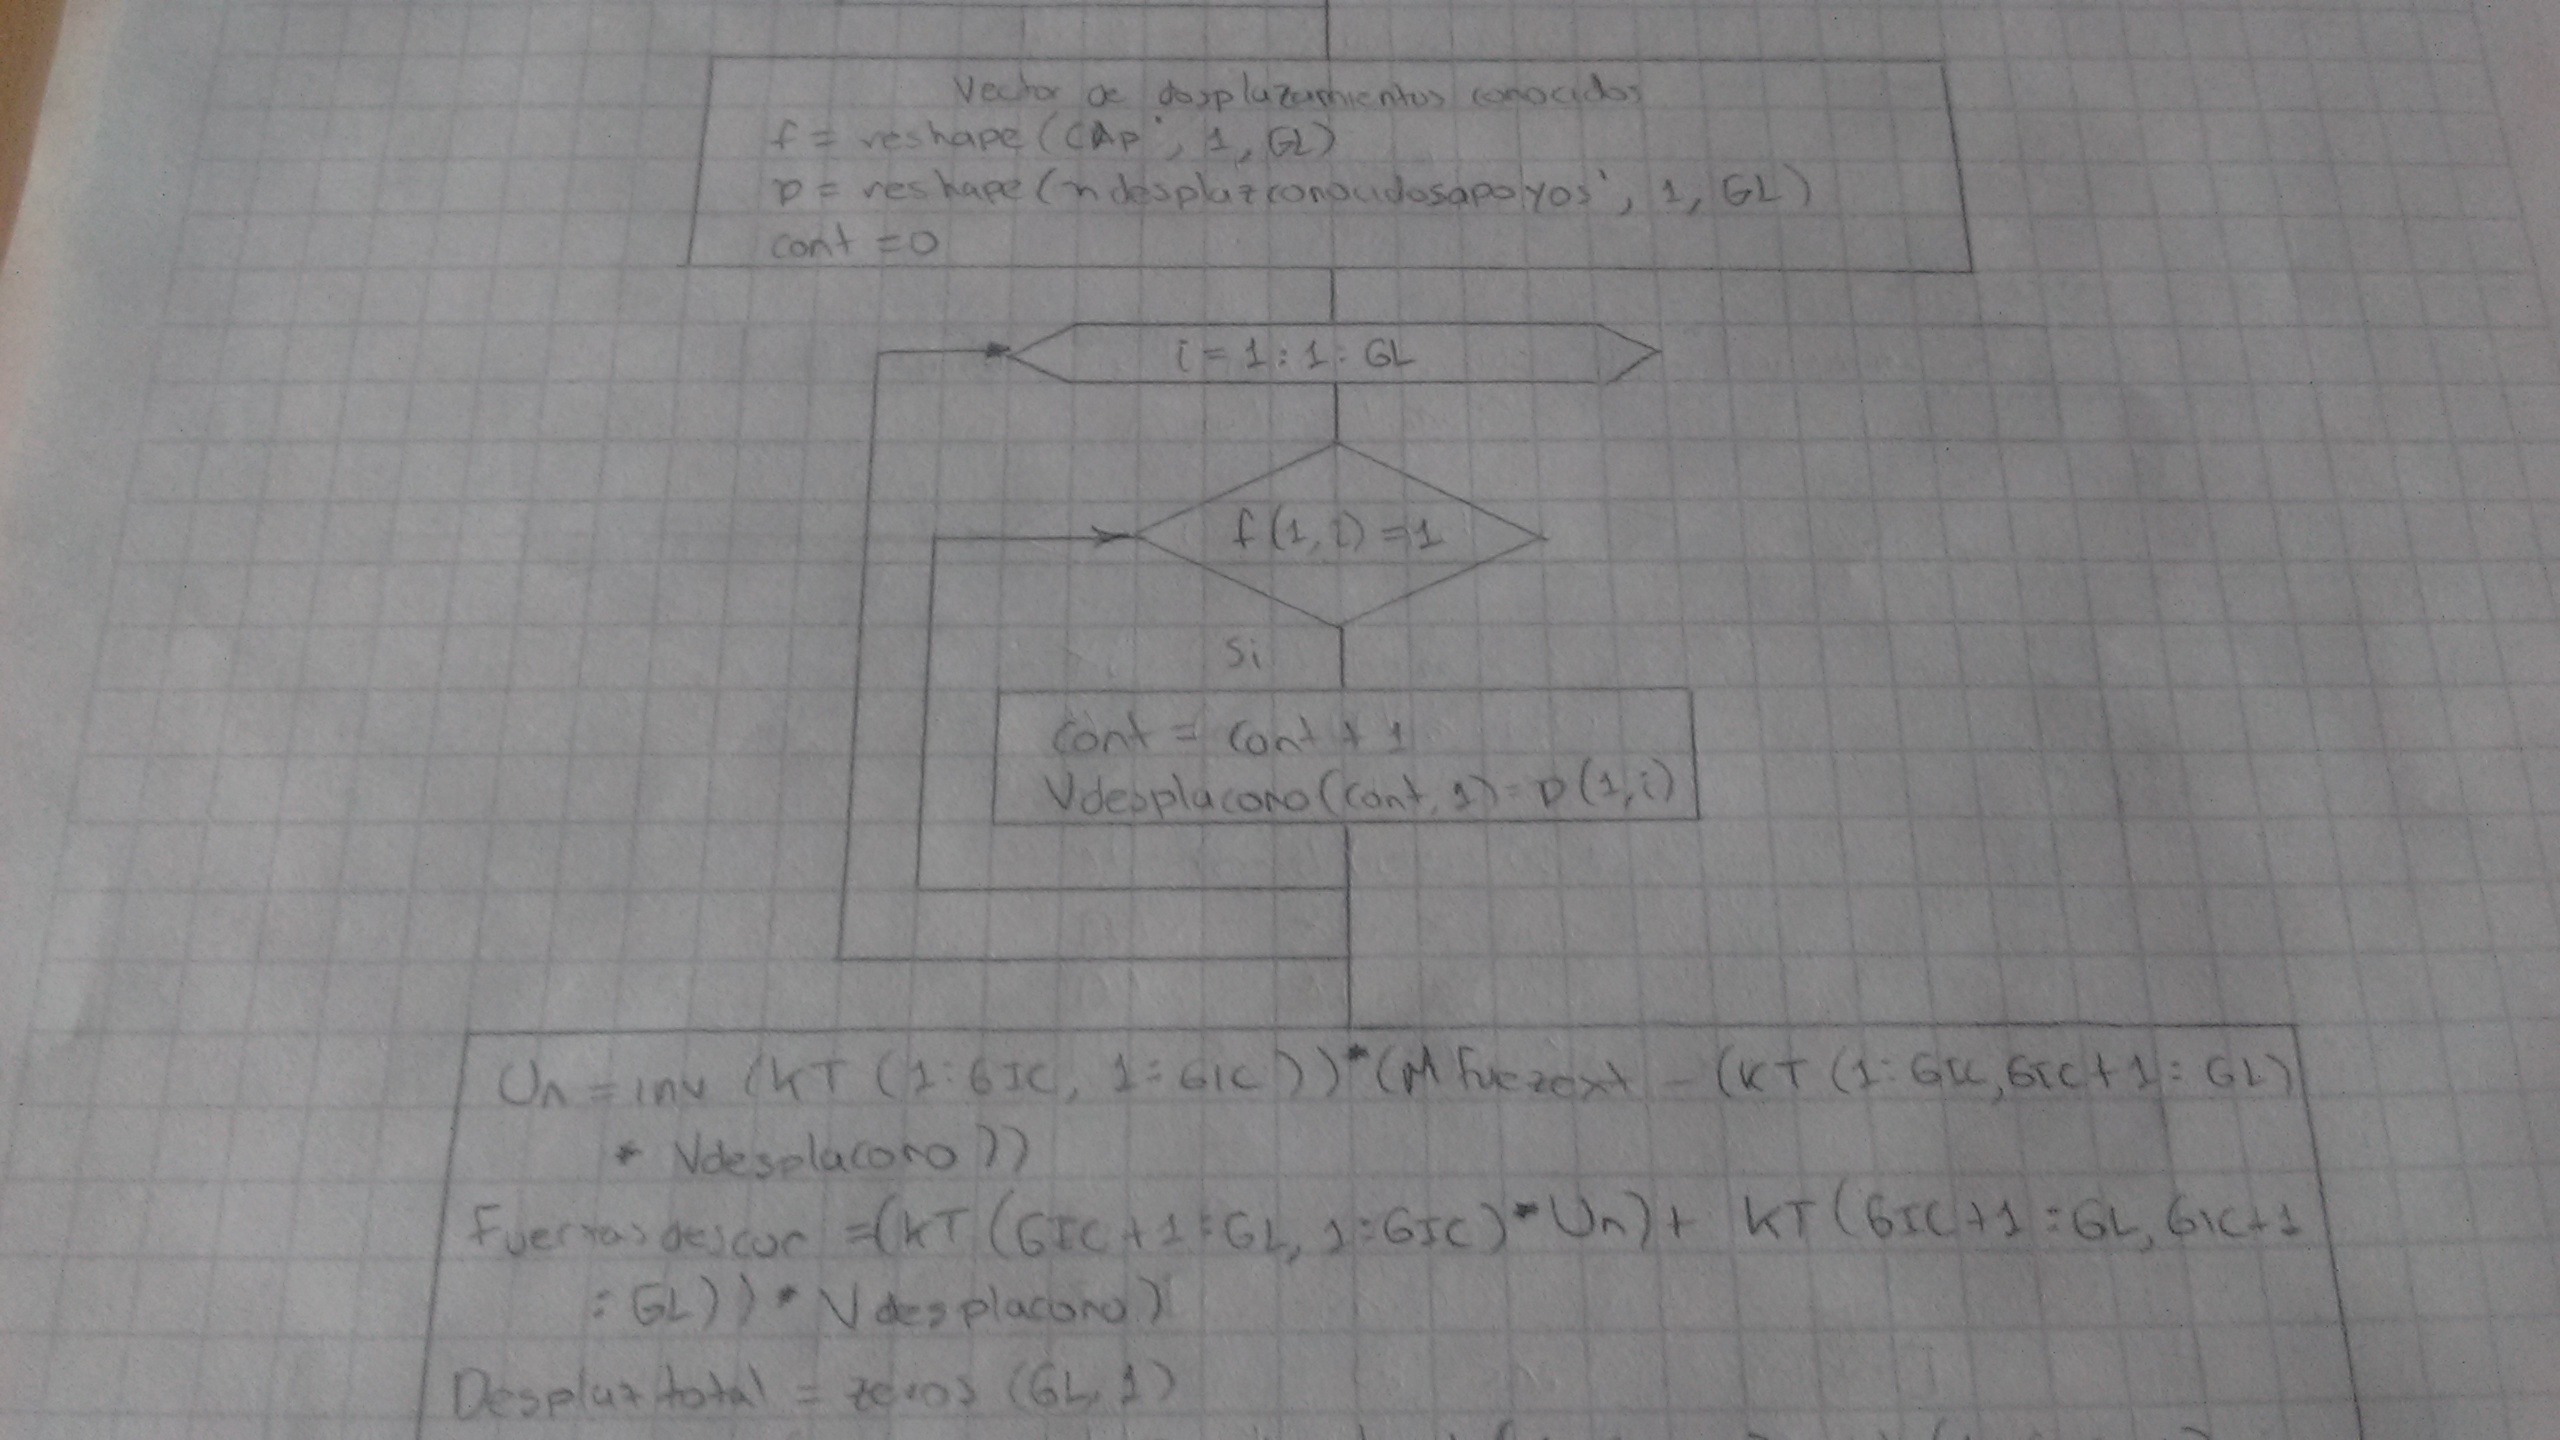 Vector de desplazamientos conocidos
f = reshape (CAp', 1, GL)
D = reshape (ndesplazconocidosapoyos', 1, GL)
cont = 0
i = 1 : 1 : GL
f (1, i) = 1
Si
cont = cont + 1
Vdesplacono (cont, 1) = D (1, i)
Un = inv (KT (1:GIC, 1:GIC)) * (MFuezext - (KT (1:GIC, GIC+1:GL)
* Vdesplacono))
=(KT (GIC+1:GL, 1:GIC) * Un) + KT (GIC+1:GL, GIC+1
:GL)) * Vdesplacono)
Desplaz total = zeros (GL, 1)